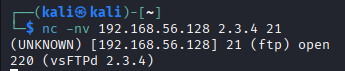 ┌──(kali㉿kali)-[~]
└─$ nc -nv 192.168.56.128 2.3.4 21
(UNKNOWN) [192.168.56.128] 21 (ftp) open
220 (vsFTPd 2.3.4)